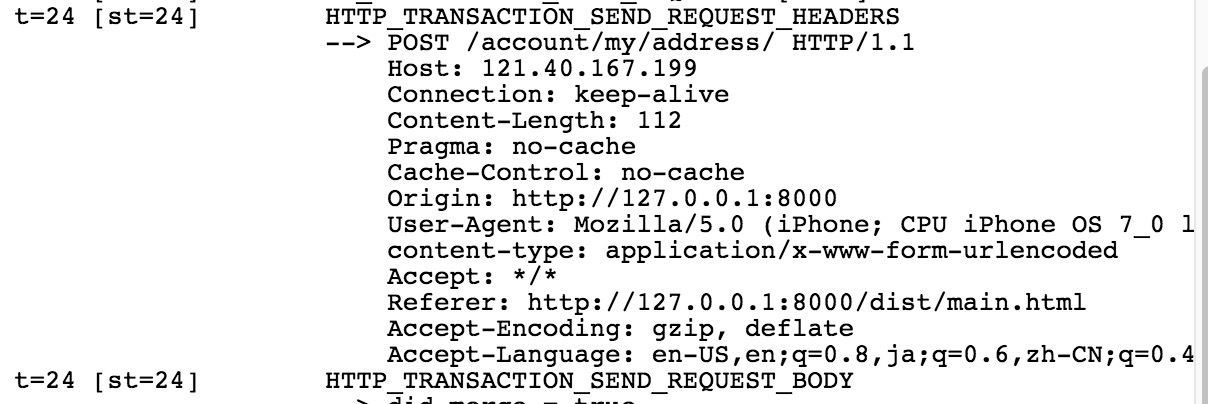 t=24 [st=24] HTTP_TRANSACTION_SEND_REQUEST_HEADERS
--> POST /account/my/address/ HTTP/1.1
Host: 121.40.167.199
Connection: keep-alive
Content-Length: 112
Pragma: no-cache
Cache-Control: no-cache
Origin: http://127.0.0.1:8000
User-Agent: Mozilla/5.0 (iPhone; CPU iPhone OS 7_0 l
content-type: application/x-www-form-urlencoded
Accept: */*
Referer: http://127.0.0.1:8000/dist/main.html
Accept-Encoding: gzip, deflate
Accept-Language: en-US,en;q=0.8,ja;q=0.6,zh-CN;q=0.4
t=24 [st=24] HTTP_TRANSACTION_SEND_REQUEST_BODY
--> did_merge = true